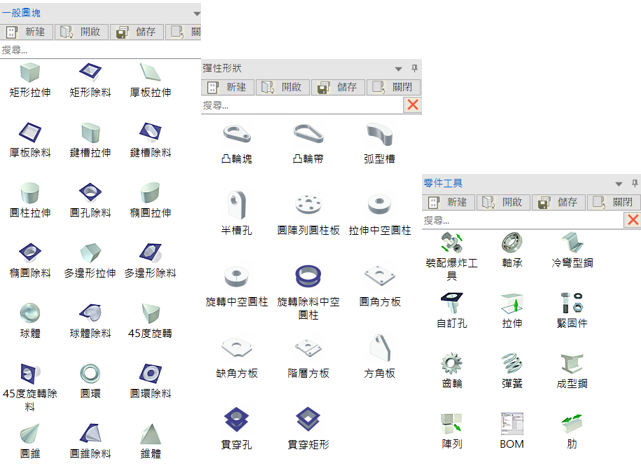 一般圓塊
新建 開啟 儲存 關
搜尋...
矩形拉伸 矩形除料 厚板拉伸
厚板除料 鍵槽拉伸 鍵槽除料
圓柱拉伸 圓孔除料 橢圓拉伸
橢圓除料 多邊形拉伸 多邊形除料
球體 球體除料 45度旋轉
45度旋轉除料 圓環 圓環除料
圓錐 圓錐除料 錐體
彈性形狀
新建 開啟 儲存 關閉
搜尋...
凸輪塊 凸輪帶 弧型槽
半槽孔 圓陣列圓柱板 拉伸中空圓柱
旋轉中空圓柱 旋轉除料中空圓柱 圓角方板
缺角方板 階層方板 方角板
貫穿孔 貫穿矩形
零件工具
新建 開啟 儲存 關閉
搜尋...
裝配爆炸工具 軸承 冷彎型鋼
自訂孔 拉伸 緊固件
齒輪 彈簧 成型鋼
陣列 BOM 肋